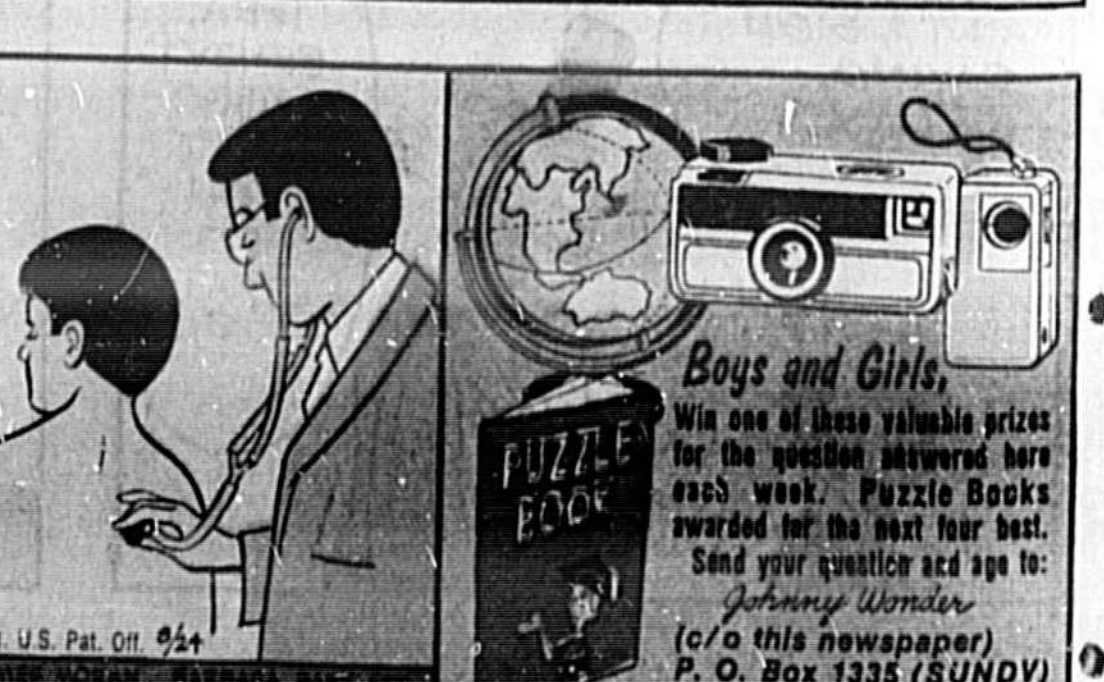 U.S. Pat. Off. 8/24
PUZZLE
BOOK
Boys and Girls,
Win one of these valuable prizes
for the question answered here
each week. Puzzle Books
awarded for the next four best.
Send your question and age to:
Johnny Wonder
(c/o this newspaper)
P. O. Box 1335 (SUNDY)